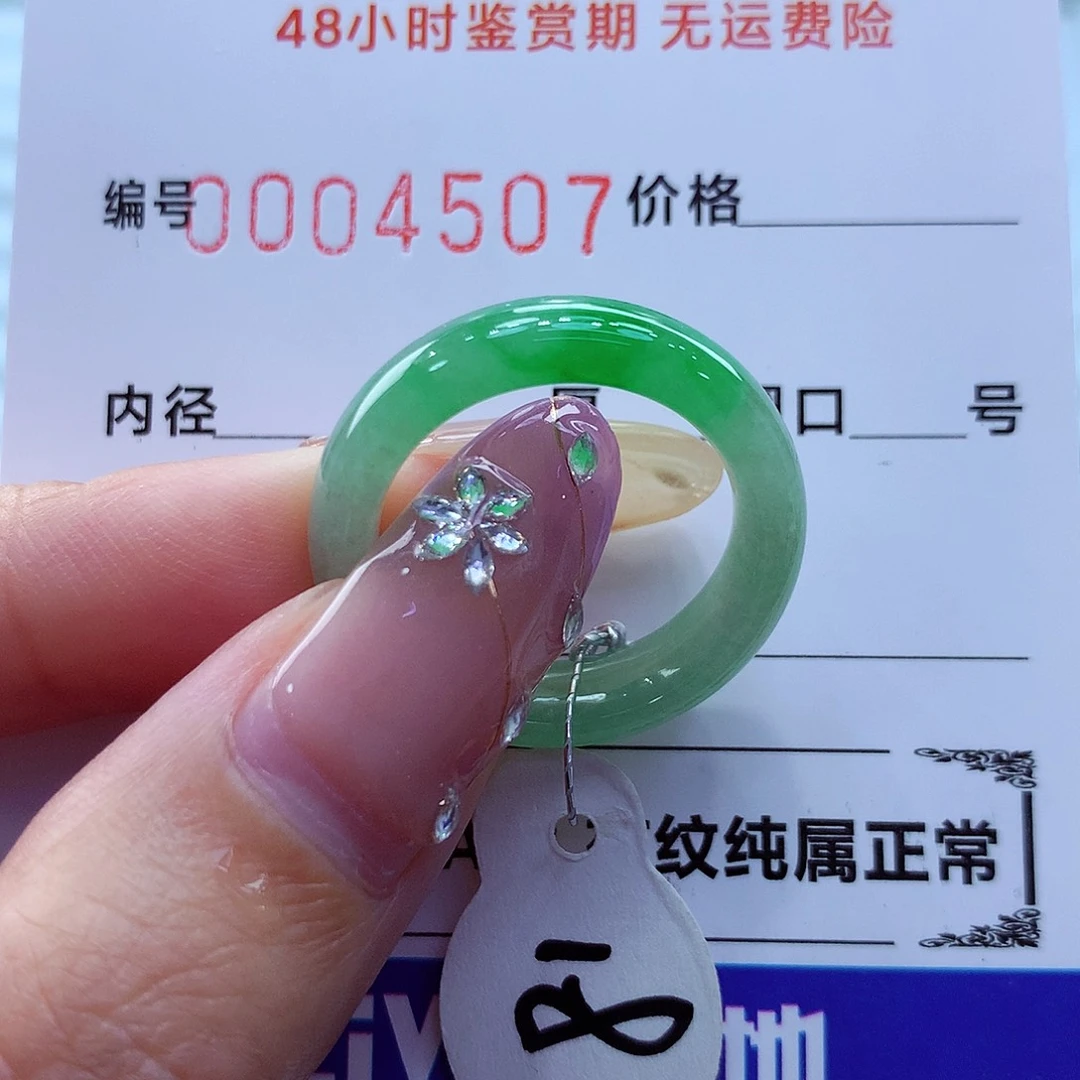 48小时鉴赏期 无运费险
编号0004507 价格
内径 厚 口 号
纹纯属正常